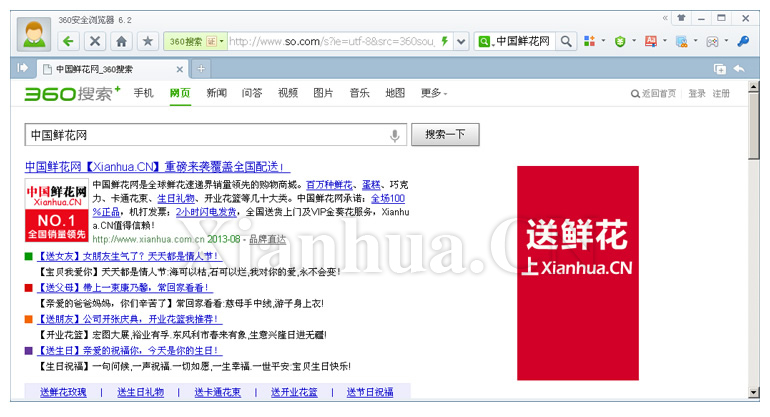 360安全浏览器 6.2
360搜索 证 http://www.so.com/s?ie=utf-8&src=360sou 中国鲜花网
中国鲜花网_360搜索
360搜索+ 手机 网页 新闻 问答 视频 图片 音乐 地图 更多 返回首页 登录 注册
中国鲜花网 搜索一下
中国鲜花网【Xianhua.CN】重磅来袭覆盖全国配送!
中国鲜花网
Xianhua.CN
NO.1
全国销量领先
中国鲜花网是全球鲜花速递界销量领先的购物商城。百万种鲜花、蛋糕、巧克
力、卡通花束、生日礼物、开业花篮等几十大类。中国鲜花网承诺：全场100
%正品，机打发票；2小时闪电发货，全国送货上门及VIP金葵花服务，Xianhu
a.CN值得信赖！
http://www.xianhua.com.cn 2013-08 - 品牌直达
【送女友】女朋友生气了? 天天都是情人节!
【宝贝我爱你】天天都是情人节:海可以枯,石可以烂,我对你的爱,永不会变!
【送父母】带上一束康乃馨，常回家看看!
【亲爱的爸爸妈妈，你们辛苦了】常回家看看:慈母手中线,游子身上衣!
【送朋友】公司开张庆典，开业花篮我推荐!
【开业花篮】宏图大展,裕业有孚.东风利市春来有象,生意兴隆日进无疆!
【送生日】亲爱的祝福你，今天是你的生日!
【生日祝福】一句问候,一声祝福.一切如愿,一生幸福.一世平安:宝贝生日快乐!
送鲜花玫瑰 | 送生日礼物 | 送卡通花束 | 送开业花篮 | 送节日祝福
送鲜花
上Xianhua.CN
Xianhua.CN